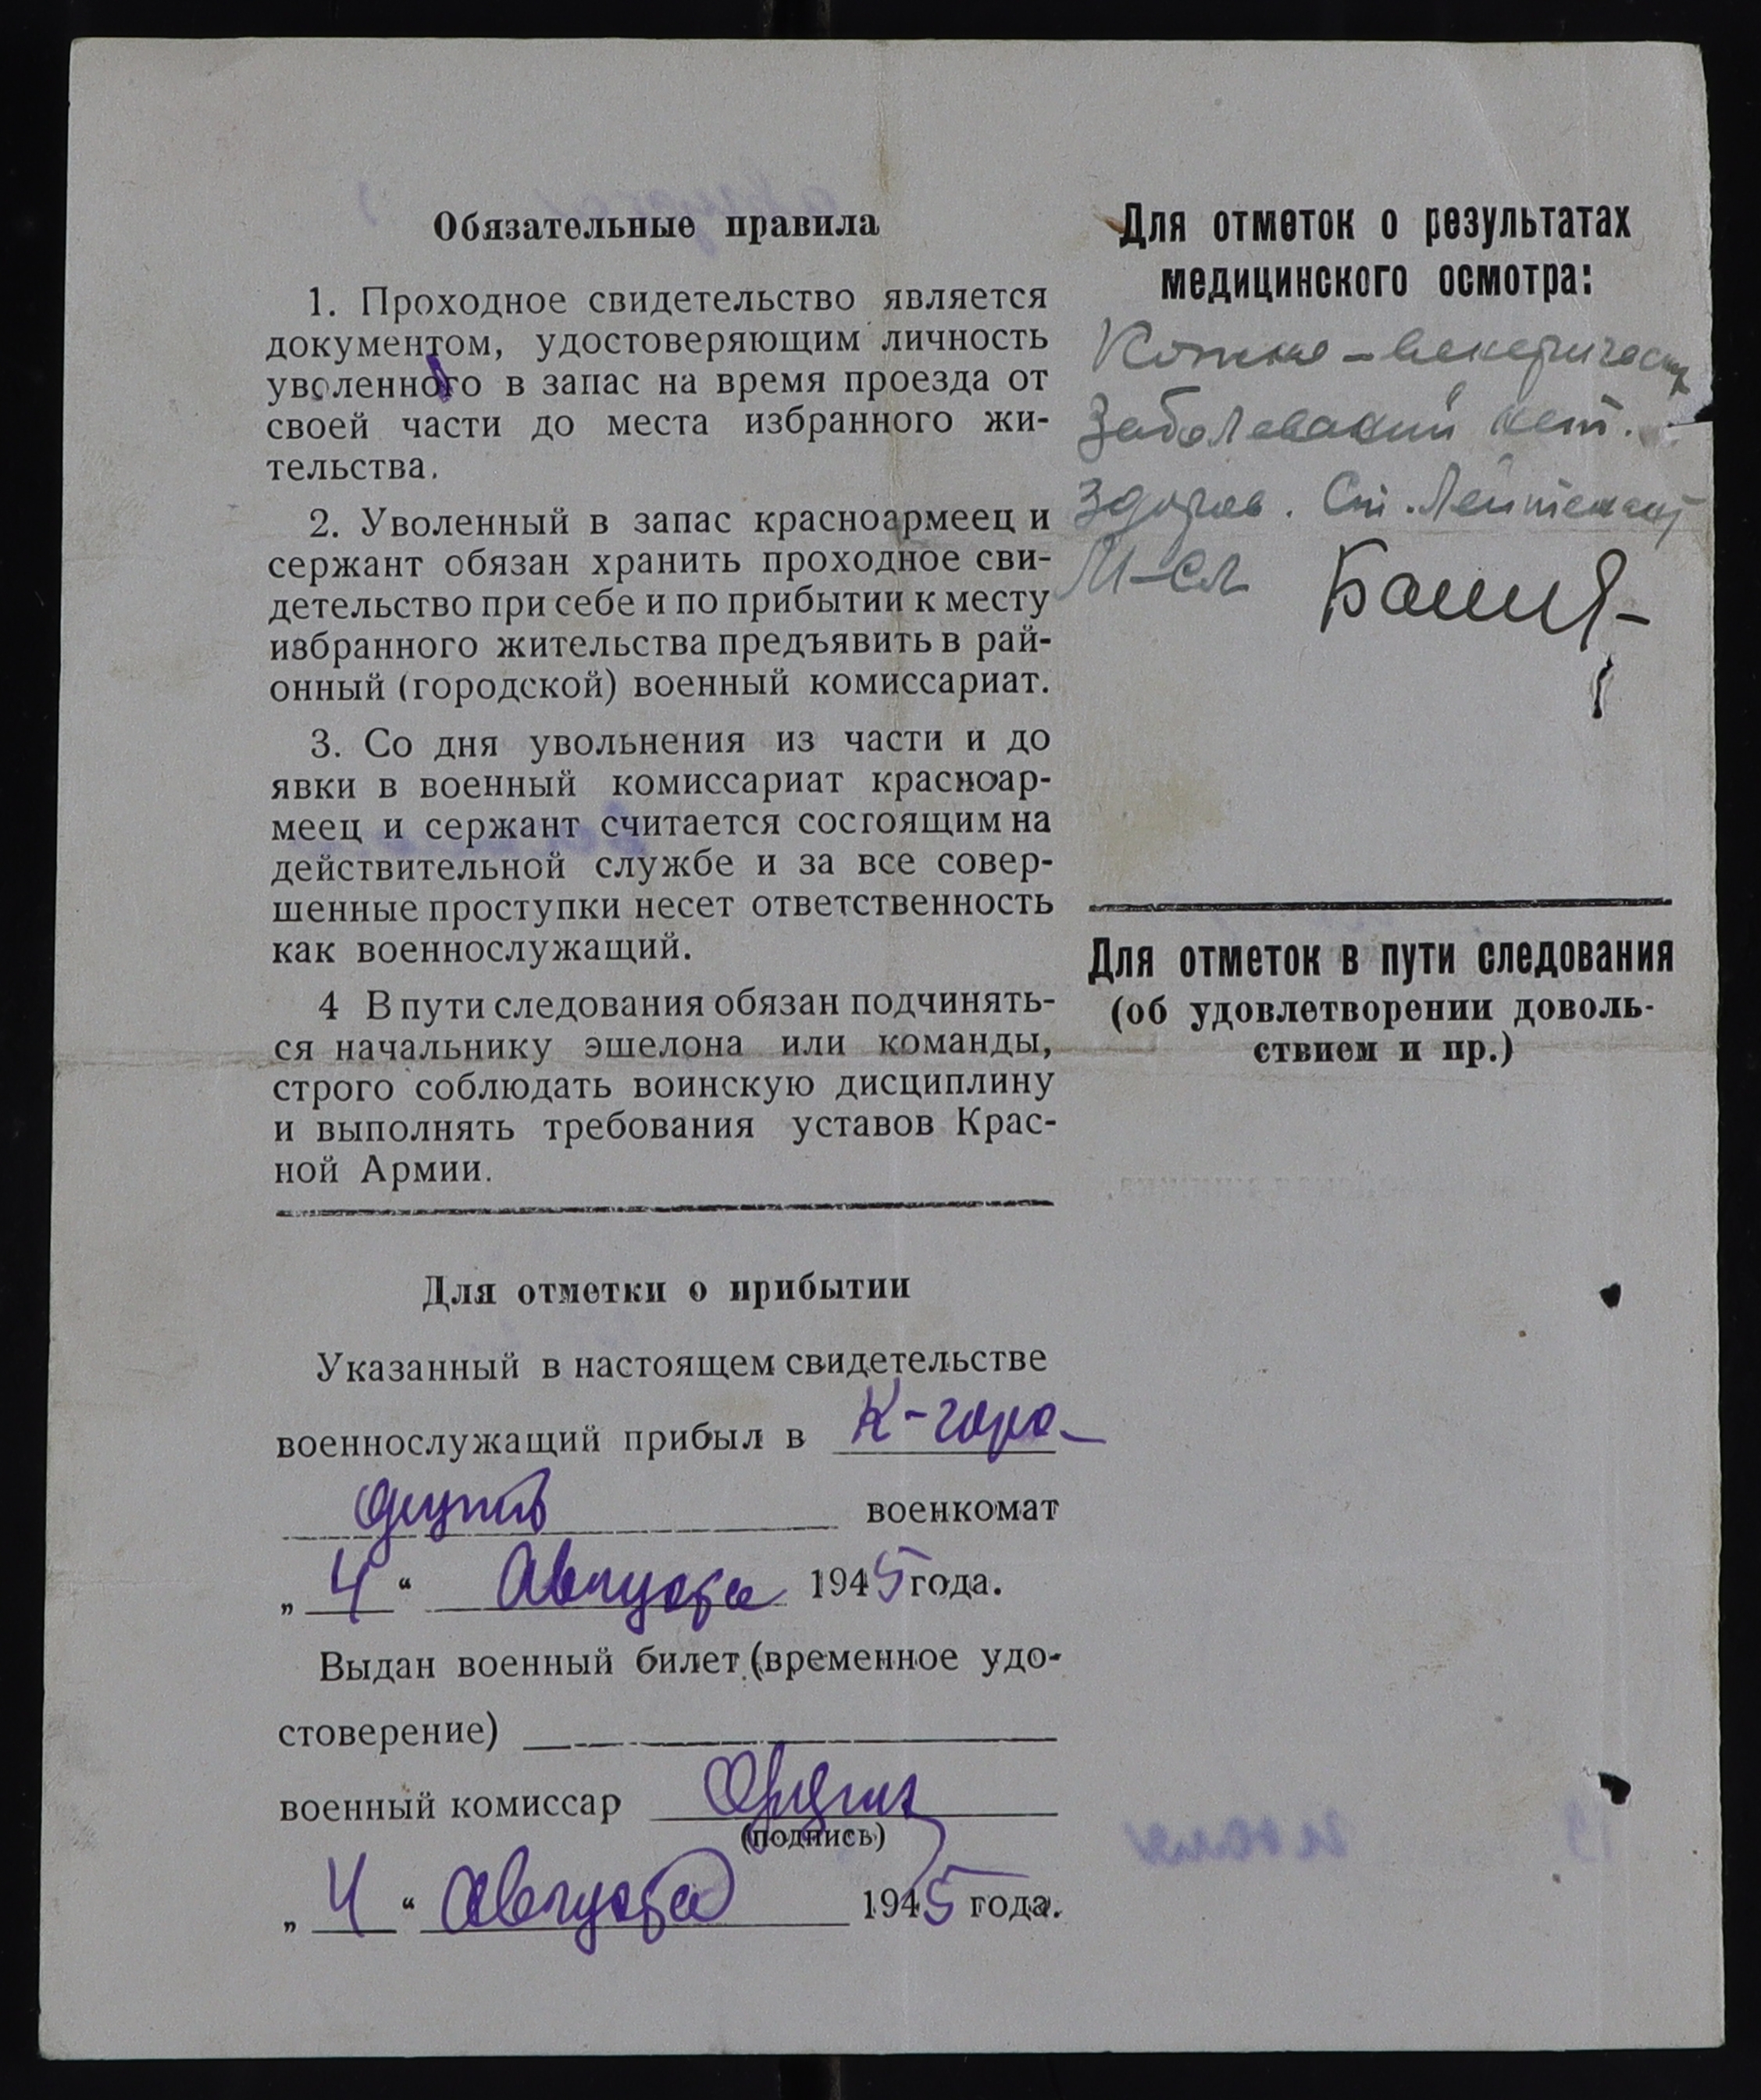 Обязательные правила
1. Проходное свидетельство является
документом, удостоверяющим личность
уволенного в запас на время проезда от
своей части до места избранного жи-
тельства.
2. Уволенный в запас красноармеец и
сержант обязан хранить проходное сви-
детельство при себе и по прибытии к месту
избранного жительства предъявить в рай-
онный (городской) военный комиссариат.
3. Со дня увольнения из части и до
явки в военный комиссариат красноар-
меец и сержант считается состоящим на
действительной службе и за все совер-
шенные проступки несет ответственность
как военнослужащий.
4 В пути следования обязан подчинять-
ся начальнику эшелона или команды,
строго соблюдать воинскую дисциплину
и выполнять требования уставов Крас-
ной Армии.
Для отметки о прибытии
Указанный в настоящем свидетельстве
военнослужащий прибыл в К-горо-
военкомат
„4“ Августа 1945 года.
Выдан военный билет (временное удо-
стоверение)
военный комиссар
(подпись)
„4“ Августа 1945 года.
Для отметок о результатах
медицинского осмотра:
Кожно-венерических
заболеваний нет.
Здоров. Ст. Лейтенант
М-сл
Для отметок в пути следования
(об удовлетворении доволь-
ствием и пр.)